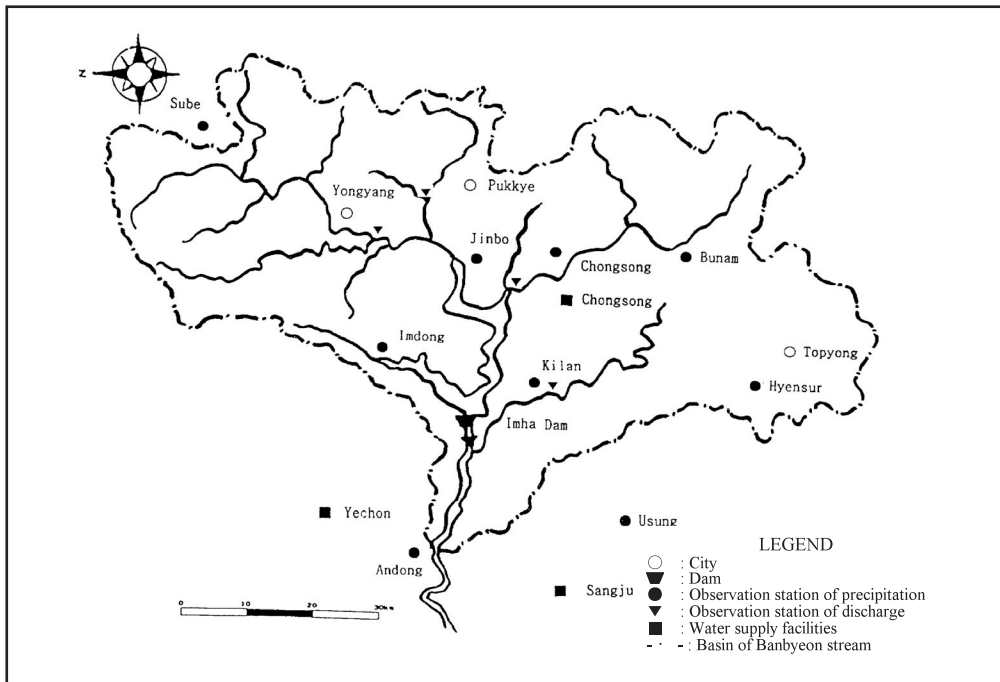 N
Sube
Yongyang
Pukkye
Jinbo
Chongsong
Bunam
Chongsong
Imdong
Topyong
Kilan
Hyensur
Imha Dam
Yechon
Usung
Andong
Sangju
0 10 20 30km
LEGEND
: City
: Dam
: Observation station of precipitation
: Observation station of discharge
: Water supply facilities
: Basin of Banbyeon stream